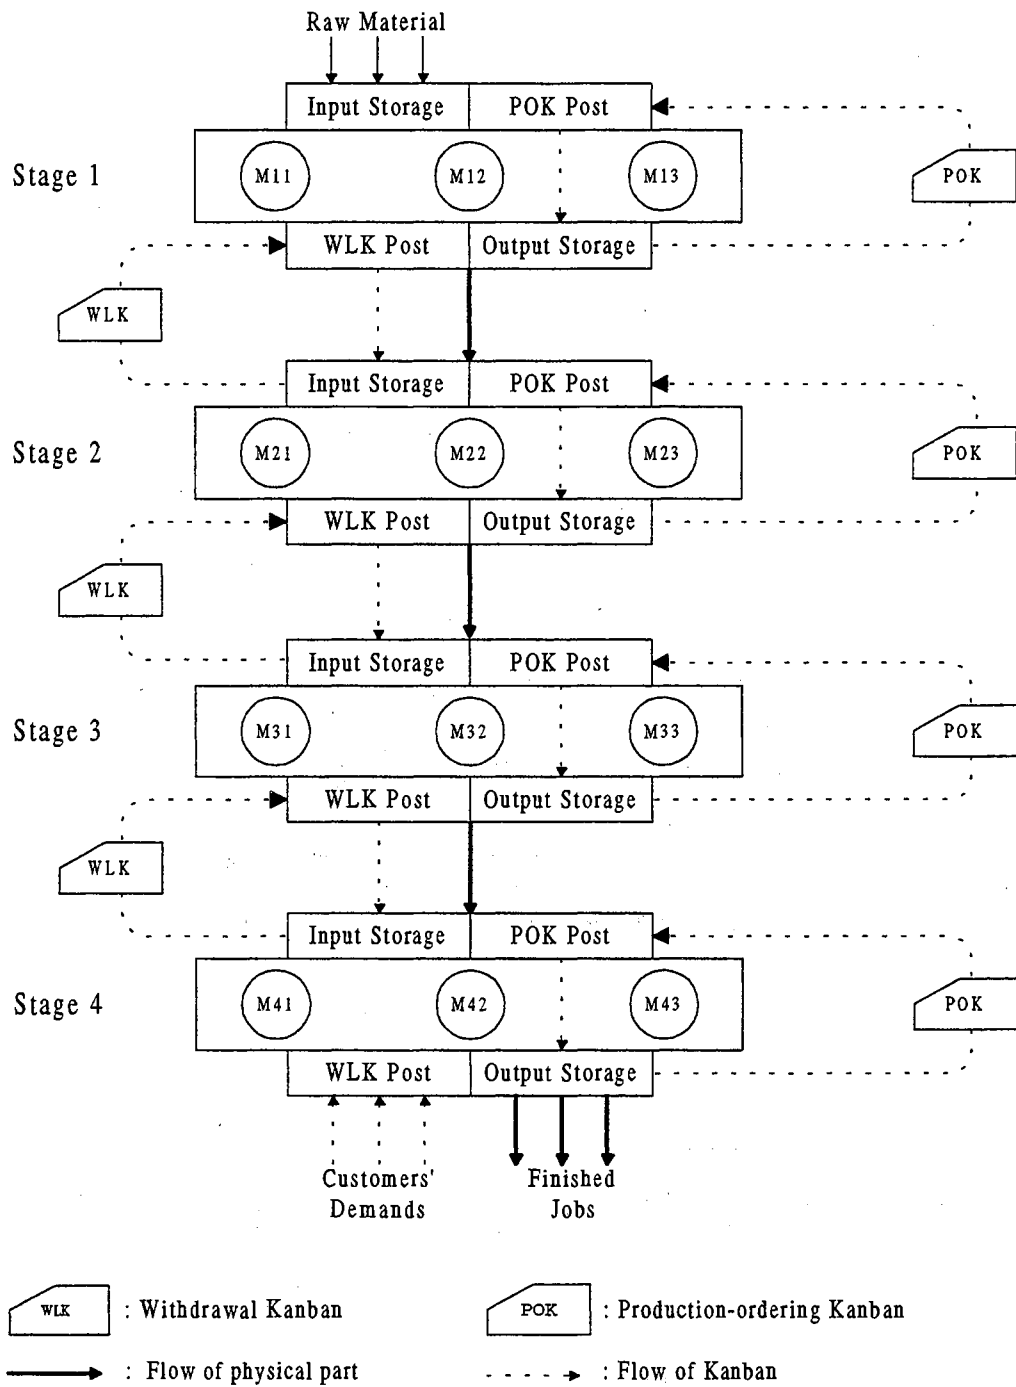 Raw Material
Input Storage POK Post
Stage 1 M11 M12 M13 POK
WLK Post Output Storage
WLK
Input Storage POK Post
Stage 2 M21 M22 M23 POK
WLK Post Output Storage
WLK
Input Storage POK Post
Stage 3 M31 M32 M33 POK
WLK Post Output Storage
WLK
Input Storage POK Post
Stage 4 M41 M42 M43 POK
WLK Post Output Storage
Customers' Finished
Demands Jobs
WLK : Withdrawal Kanban POK : Production-ordering Kanban
: Flow of physical part : Flow of Kanban